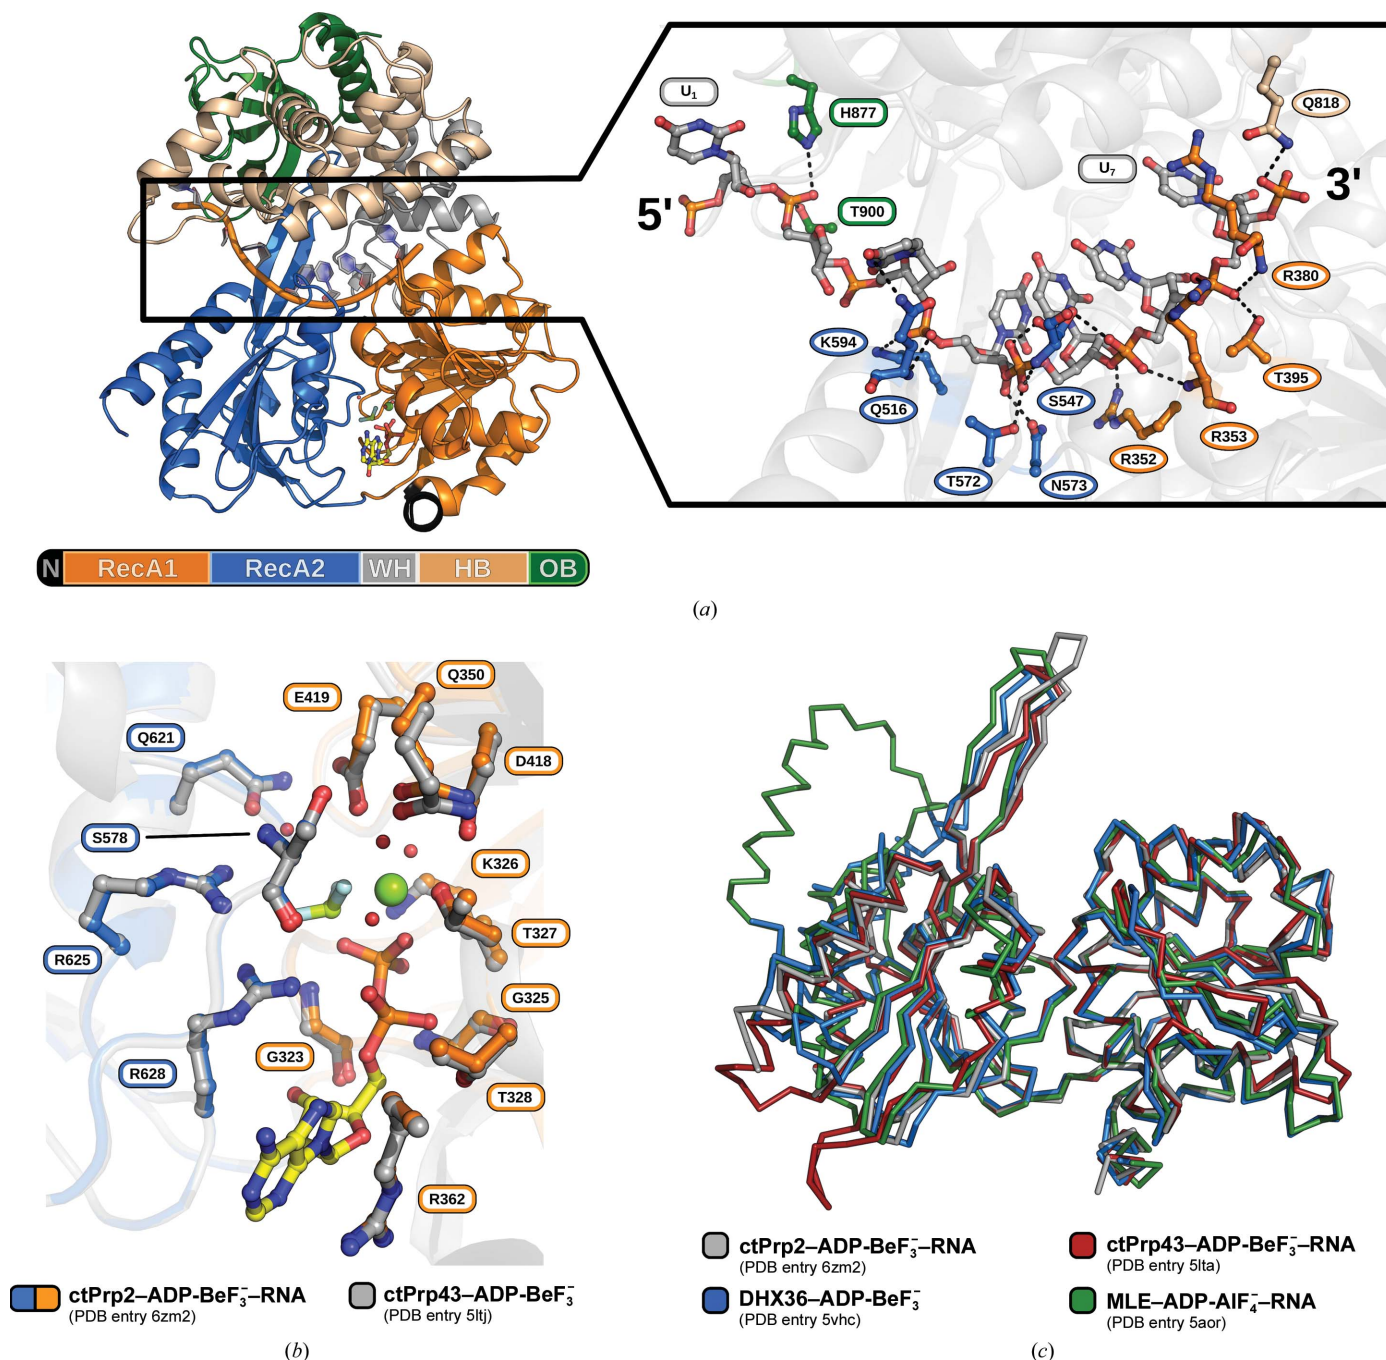 U₁
H877
Q818
U₇
3'
5'
T900
R380
K594
T395
S547
Q516
R353
R352
T572
N573
N RecA1 RecA2 WH HB OB
(a)
Q350
E419
Q621
D418
S578
K326
T327
R625
G325
G323
R628
T328
R362
ctPrp2–ADP-BeF₃⁻–RNA
(PDB entry 6zm2)
ctPrp43–ADP-BeF₃⁻
(PDB entry 5ltj)
(b)
ctPrp2–ADP-BeF₃⁻–RNA
(PDB entry 6zm2)
ctPrp43–ADP-BeF₃⁻–RNA
(PDB entry 5lta)
DHX36–ADP-BeF₃⁻
(PDB entry 5vhc)
MLE–ADP-AlF₄⁻–RNA
(PDB entry 5aor)
(c)